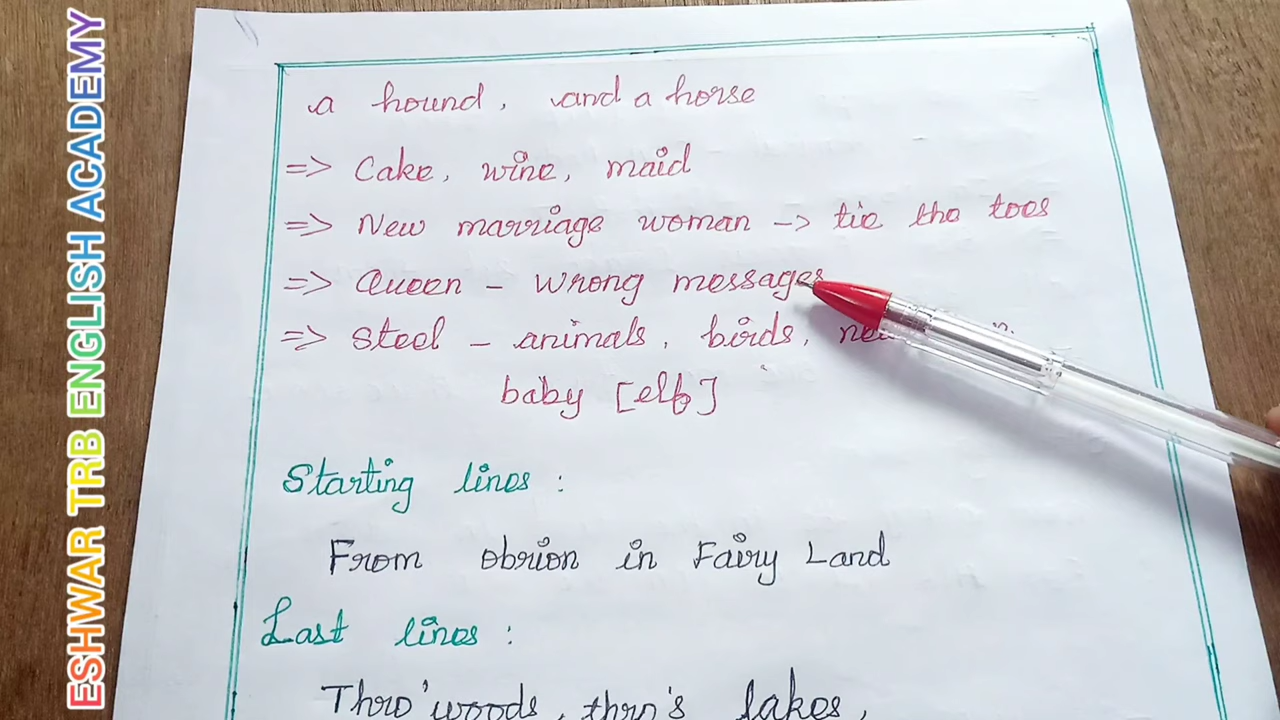 ESHWAR TRB ENGLISH ACADEMY
a hound, and a horse
=> Cake, wine, maid
=> New marriage woman -> tie the toes
=> Queen - wrong messages
=> Steel - animals, birds,
baby [elf]
Starting lines :
From obrion in Fairy Land
Last lines :
Thro' woods, thro's lakes,